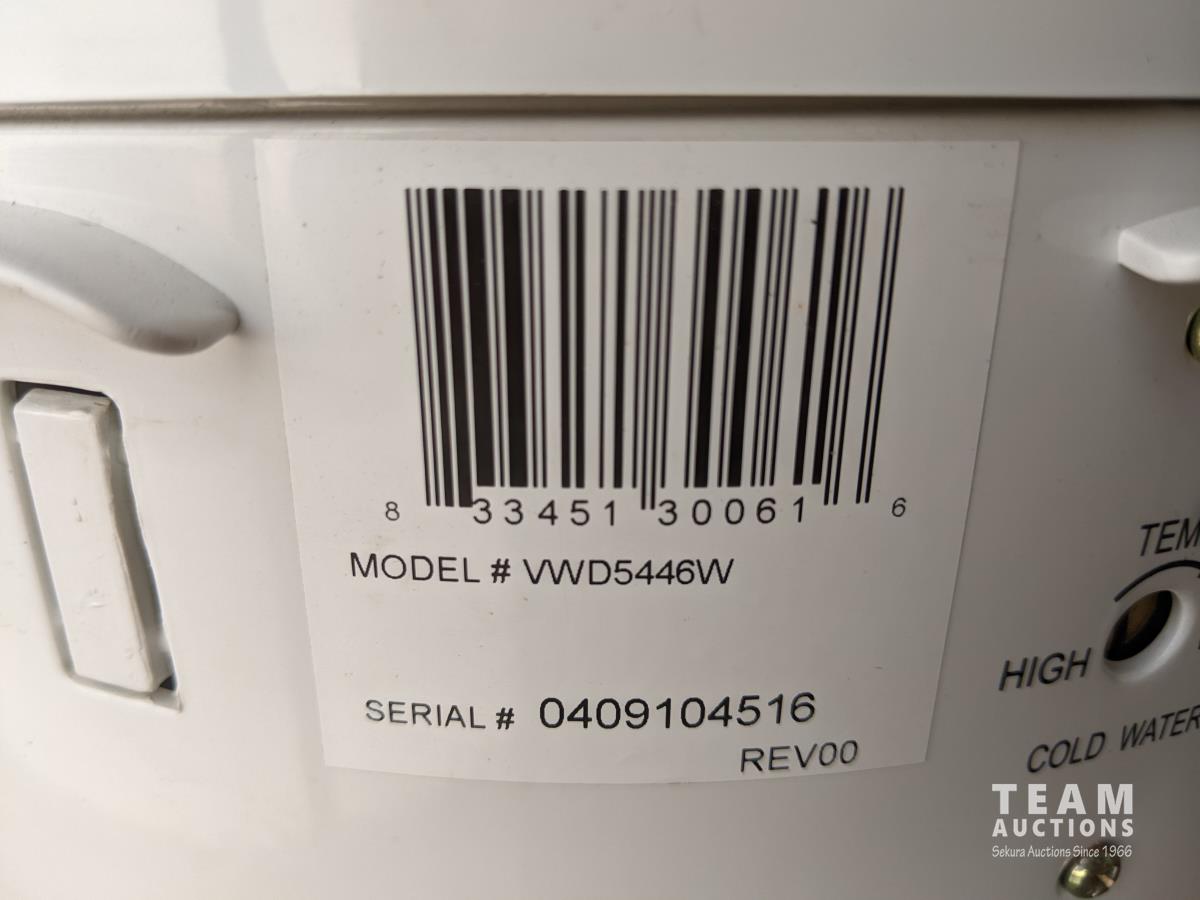 8 33451 30061 6
MODEL # VWD5446W
SERIAL # 0409104516
REV00
HIGH
COLD WATER
TEAM
AUCTIONS
Sekura Auctions Since 1966